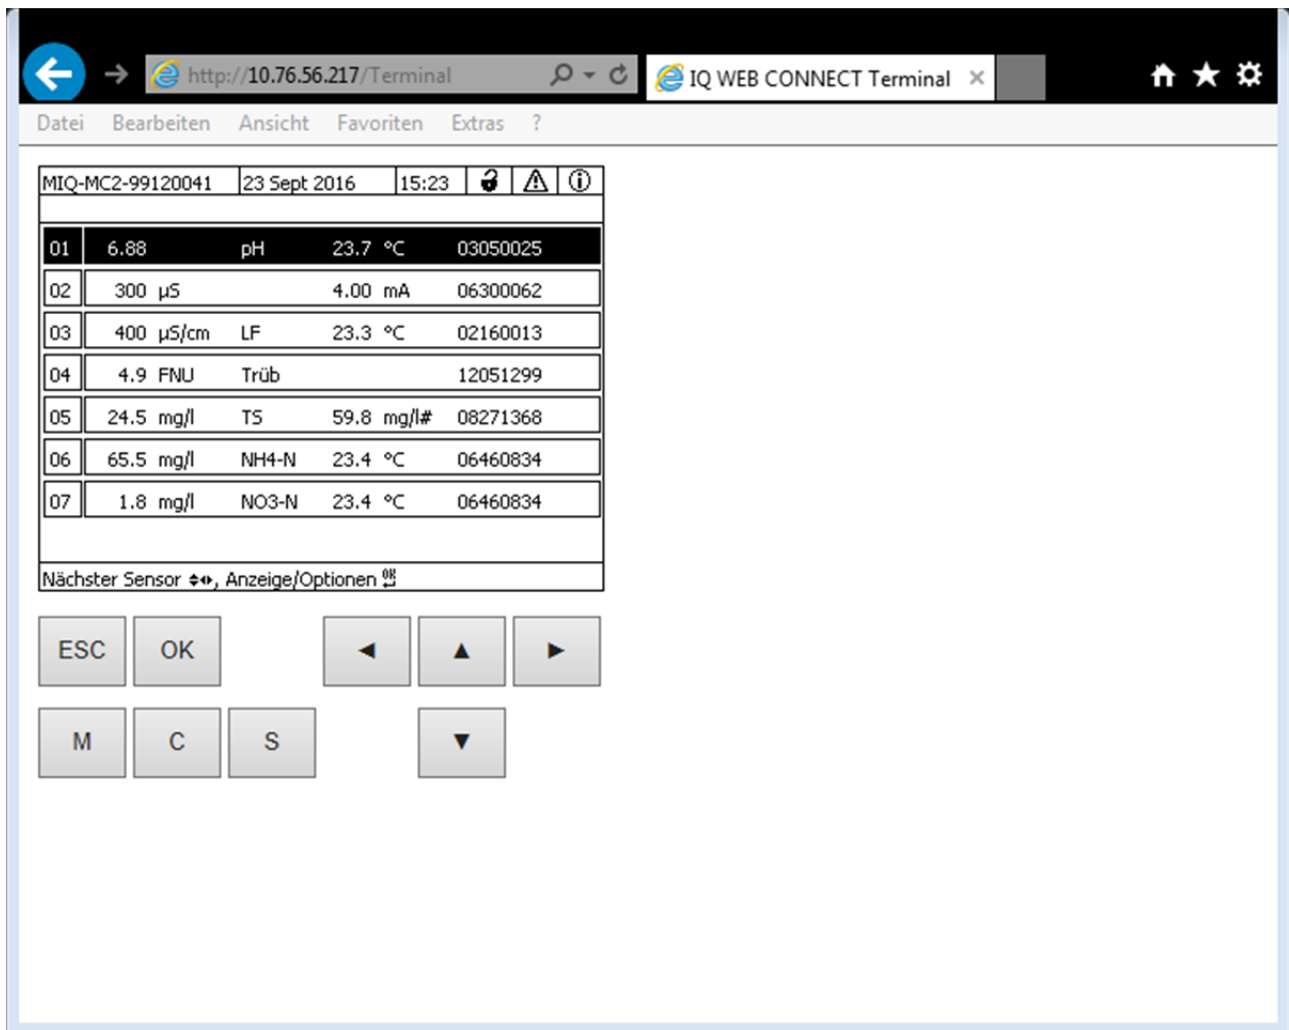 http://10.76.56.217/Terminal IQ WEB CONNECT Terminal
Datei Bearbeiten Ansicht Favoriten Extras ?
MIQ-MC2-99120041 23 Sept 2016 15:23
01 6.88 pH 23.7 °C 03050025
02 300 µS 4.00 mA 06300062
03 400 µS/cm LF 23.3 °C 02160013
04 4.9 FNU Trüb 12051299
05 24.5 mg/l TS 59.8 mg/l# 08271368
06 65.5 mg/l NH4-N 23.4 °C 06460834
07 1.8 mg/l NO3-N 23.4 °C 06460834
Nächster Sensor, Anzeige/Optionen OK
ESC OK ◄ ▲ ►
M C S ▼